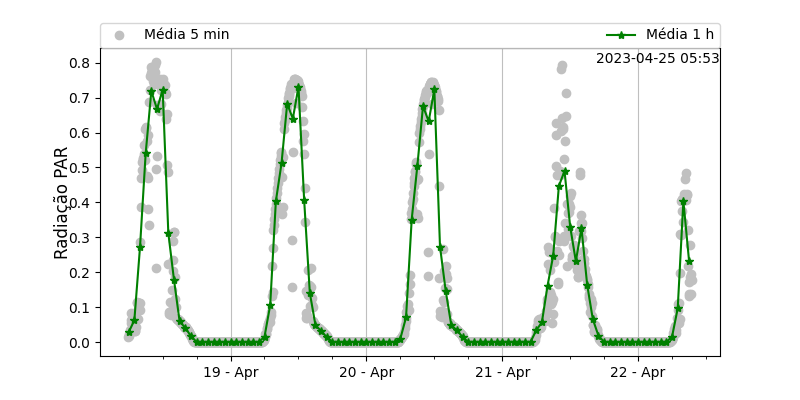 Média 5 min
Média 1 h
2023-04-25 05:53
Radiação PAR
0.8
0.7
0.6
0.5
0.4
0.3
0.2
0.1
0.0
19 - Apr
20 - Apr
21 - Apr
22 - Apr